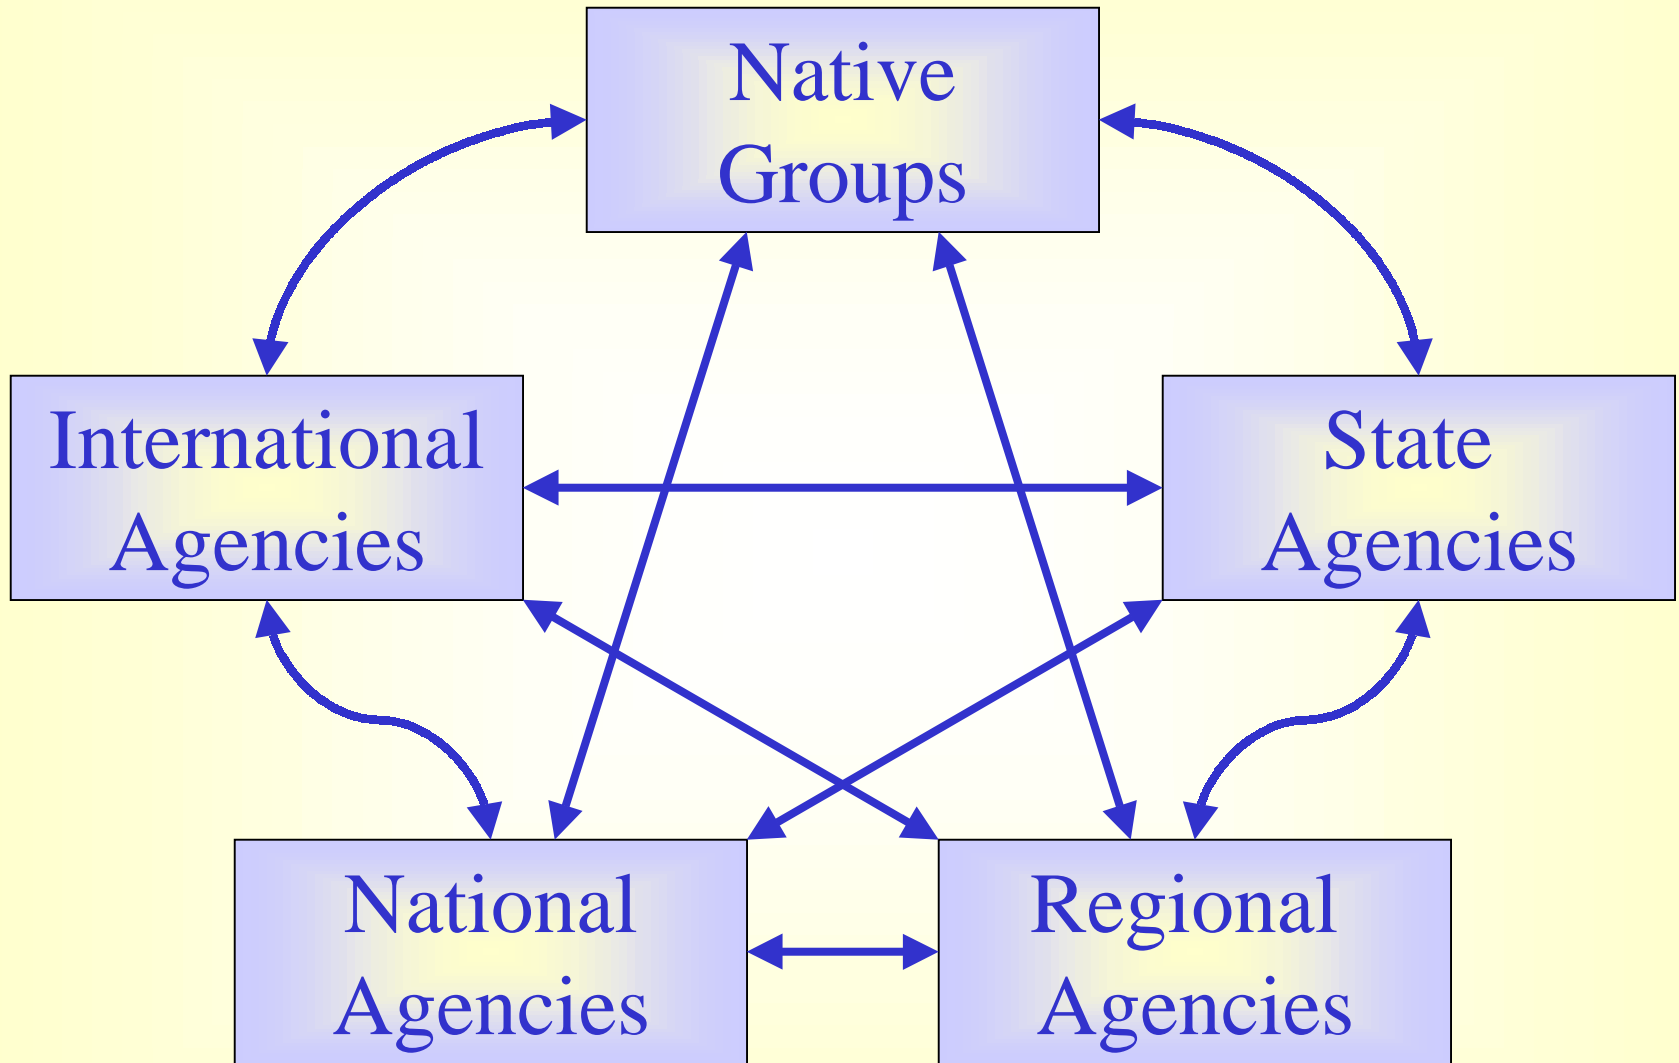 Native
Groups
International
Agencies
State
Agencies
National
Agencies
Regional
Agencies